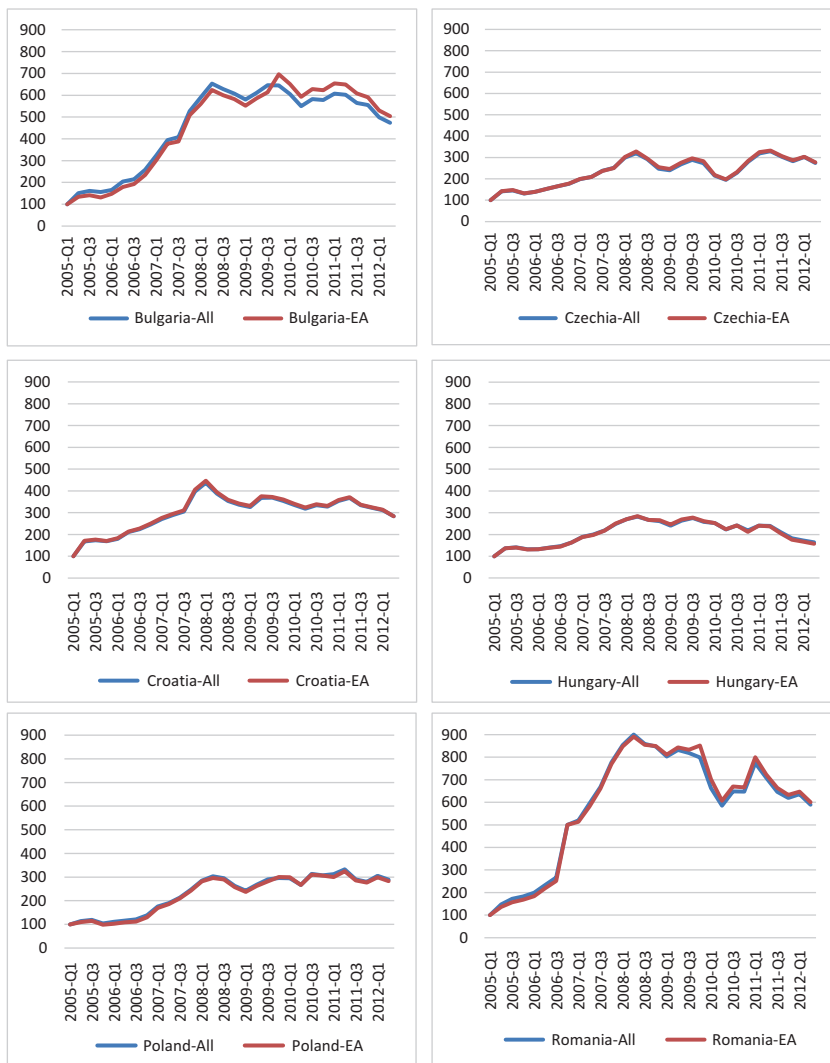 900
800
700
600
500
400
300
200
100
0
2005-Q1
2005-Q3
2006-Q1
2006-Q3
2007-Q1
2007-Q3
2008-Q1
2008-Q3
2009-Q1
2009-Q3
2010-Q1
2010-Q3
2011-Q1
2011-Q3
2012-Q1
Bulgaria-All Bulgaria-EA
900
800
700
600
500
400
300
200
100
0
2005-Q1
2005-Q3
2006-Q1
2006-Q3
2007-Q1
2007-Q3
2008-Q1
2008-Q3
2009-Q1
2009-Q3
2010-Q1
2010-Q3
2011-Q1
2011-Q3
2012-Q1
Czechia-All Czechia-EA
900
800
700
600
500
400
300
200
100
0
2005-Q1
2005-Q3
2006-Q1
2006-Q3
2007-Q1
2007-Q3
2008-Q1
2008-Q3
2009-Q1
2009-Q3
2010-Q1
2010-Q3
2011-Q1
2011-Q3
2012-Q1
Croatia-All Croatia-EA
900
800
700
600
500
400
300
200
100
0
2005-Q1
2005-Q3
2006-Q1
2006-Q3
2007-Q1
2007-Q3
2008-Q1
2008-Q3
2009-Q1
2009-Q3
2010-Q1
2010-Q3
2011-Q1
2011-Q3
2012-Q1
Hungary-All Hungary-EA
900
800
700
600
500
400
300
200
100
0
2005-Q1
2005-Q3
2006-Q1
2006-Q3
2007-Q1
2007-Q3
2008-Q1
2008-Q3
2009-Q1
2009-Q3
2010-Q1
2010-Q3
2011-Q1
2011-Q3
2012-Q1
Poland-All Poland-EA
900
800
700
600
500
400
300
200
100
0
2005-Q1
2005-Q3
2006-Q1
2006-Q3
2007-Q1
2007-Q3
2008-Q1
2008-Q3
2009-Q1
2009-Q3
2010-Q1
2010-Q3
2011-Q1
2011-Q3
2012-Q1
Romania-All Romania-EA